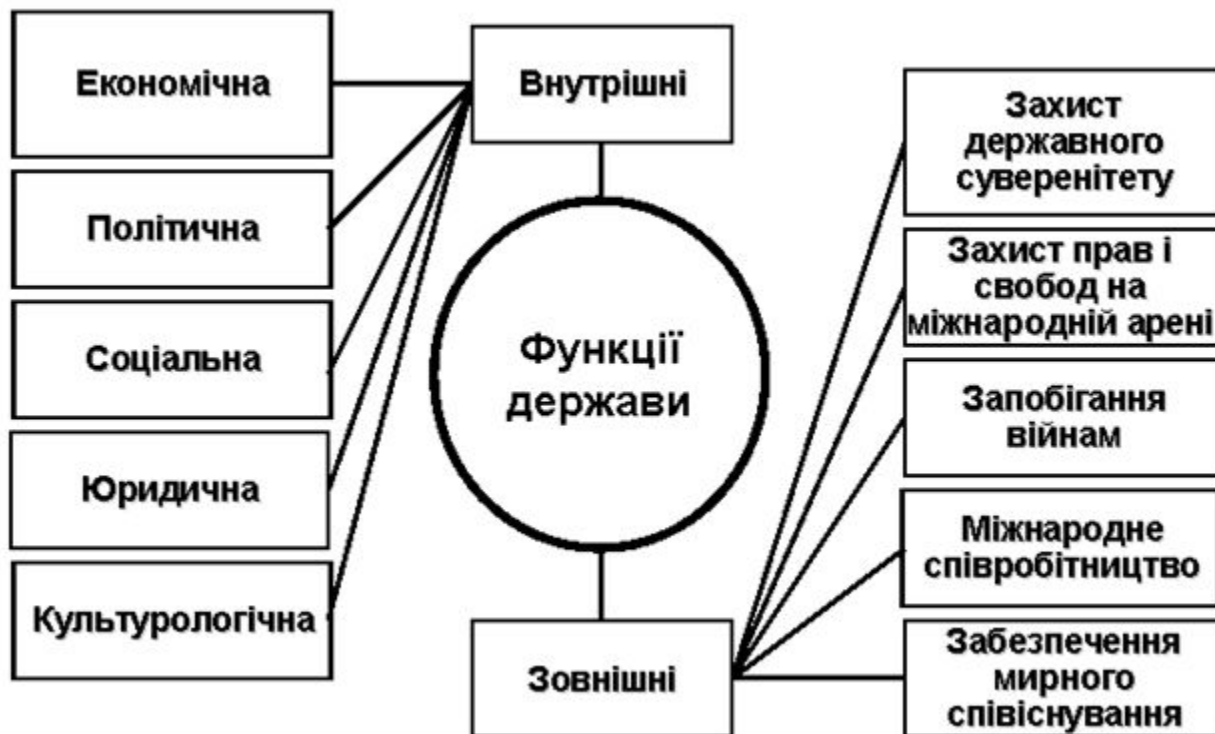 Економічна
Політична
Соціальна
Юридична
Культурологічна
Внутрішні
Функції
держави
Зовнішні
Захист
державного
суверенітету
Захист прав і
свобод на
міжнародній арені
Запобігання
війнам
Міжнародне
співробітництво
Забезпечення
мирного
співіснування